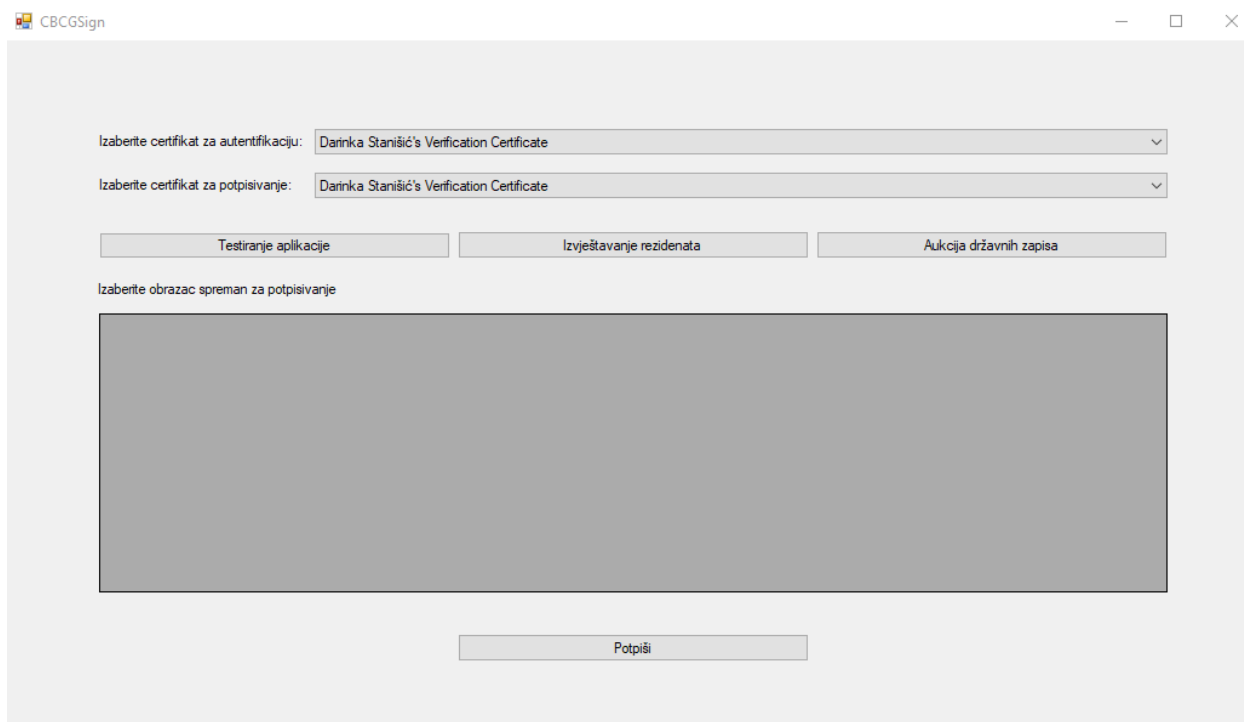 CBCGSign
Izaberite certifikat za autentifikaciju: Darinka Stanišić's Verification Certificate
Izaberite certifikat za potpisivanje: Darinka Stanišić's Verification Certificate
Testiranje aplikacije Izvještavanje rezidenata Aukcija državnih zapisa
Izaberite obrazac spreman za potpisivanje
Potpiši